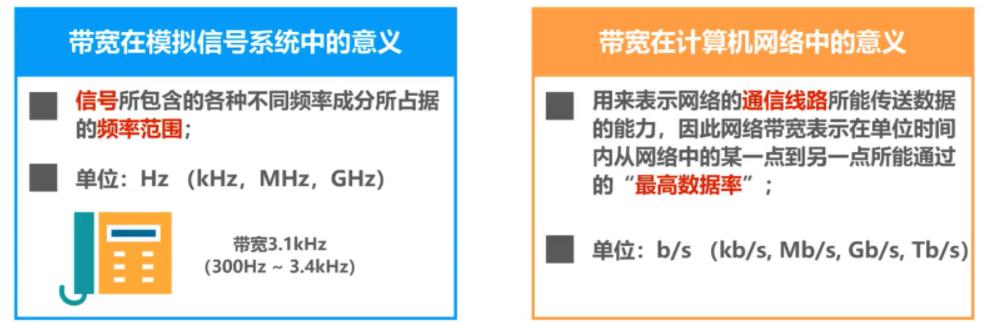 带宽在模拟信号系统中的意义
信号所包含的各种不同频率成分所占据
的频率范围；
单位：Hz （kHz，MHz，GHz）
带宽3.1kHz
（300Hz ~ 3.4kHz）
带宽在计算机网络中的意义
用来表示网络的通信线路所能传送数据
的能力，因此网络带宽表示在单位时间
内从网络中的某一点到另一点所能通过
的“最高数据率”；
单位：b/s （kb/s, Mb/s, Gb/s, Tb/s）